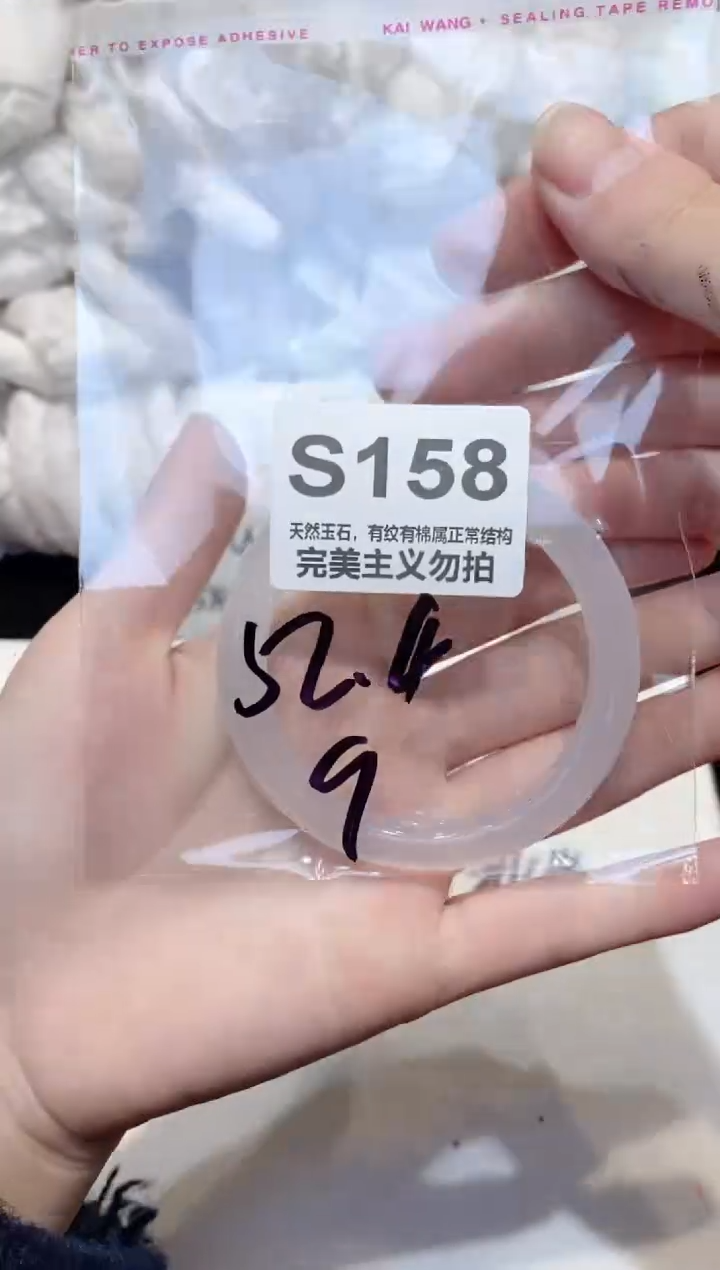 ER TO EXPOSE ADHESIVE KAI WANG + SEALING TAPE REMO
S158
天然玉石，有纹有棉属正常结构
完美主义勿拍
52.4
9